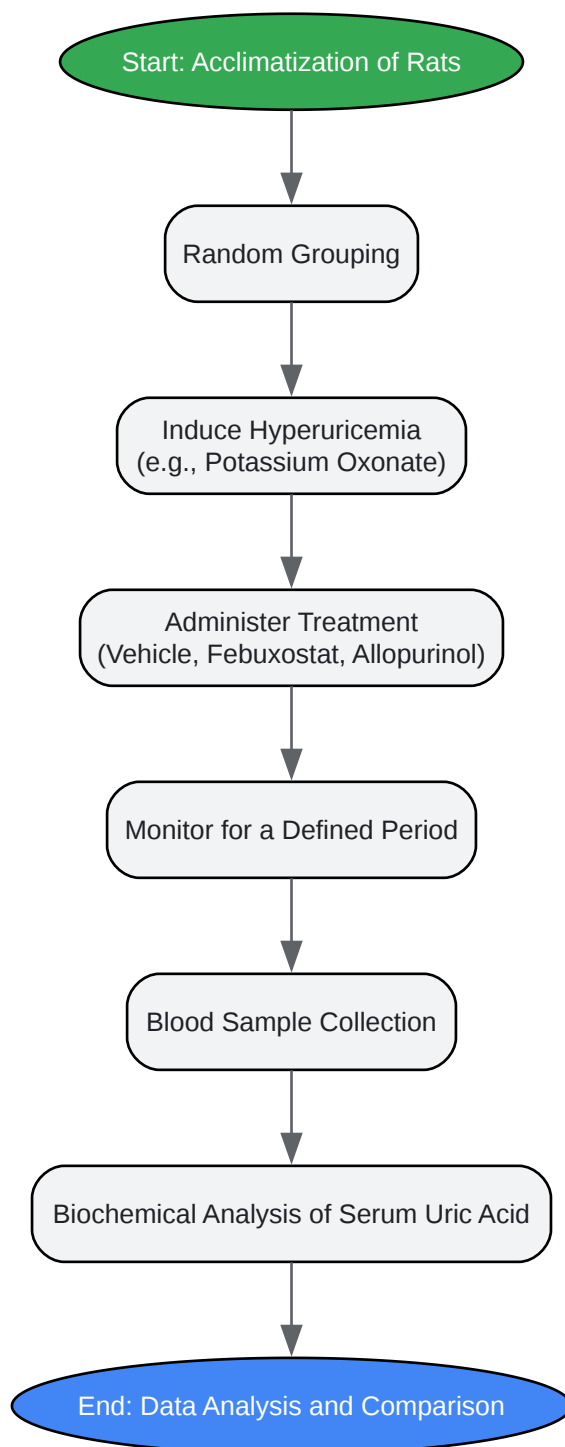 Start: Acclimatization of Rats
Random Grouping
Induce Hyperuricemia
(e.g., Potassium Oxonate)
Administer Treatment
(Vehicle, Febuxostat, Allopurinol)
Monitor for a Defined Period
Blood Sample Collection
Biochemical Analysis of Serum Uric Acid
End: Data Analysis and Comparison